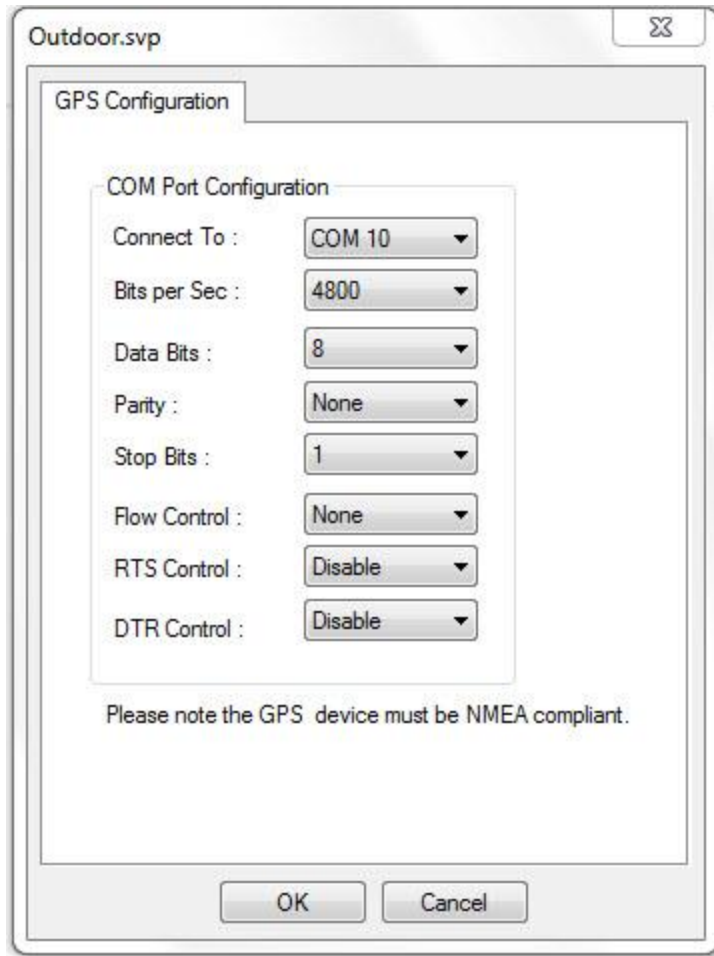 Outdoor.svp
GPS Configuration
COM Port Configuration
Connect To : COM 10
Bits per Sec : 4800
Data Bits : 8
Parity : None
Stop Bits : 1
Flow Control : None
RTS Control : Disable
DTR Control : Disable
Please note the GPS device must be NMEA compliant.
OK Cancel